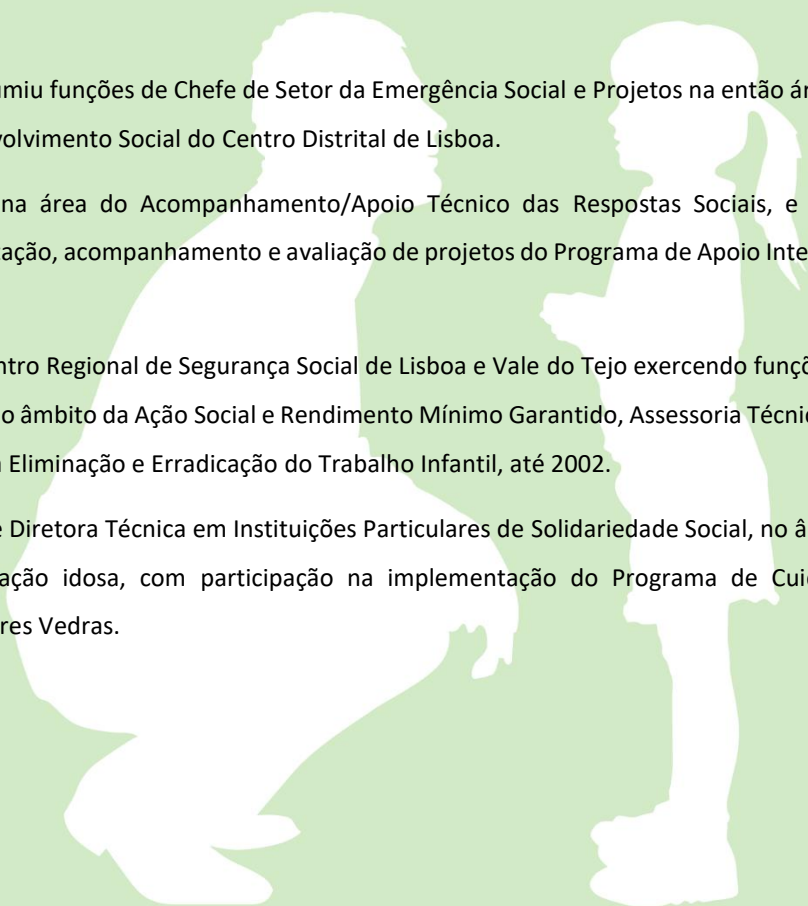 umiu funções de Chefe de Setor da Emergência Social e Projetos na então ár
volvimento Social do Centro Distrital de Lisboa.
na área do Acompanhamento/Apoio Técnico das Respostas Sociais, e
tação, acompanhamento e avaliação de projetos do Programa de Apoio Inte
ntro Regional de Segurança Social de Lisboa e Vale do Tejo exercendo funçõ
o âmbito da Ação Social e Rendimento Mínimo Garantido, Assessoria Técnic
a Eliminação e Erradicação do Trabalho Infantil, até 2002.
e Diretora Técnica em Instituições Particulares de Solidariedade Social, no â
ação idosa, com participação na implementação do Programa de Cuid
res Vedras.